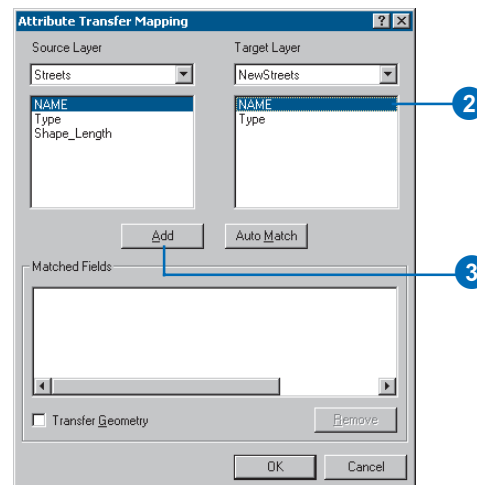 Attribute Transfer Mapping
Source Layer
Target Layer
Streets
NewStreets
NAME
Type
Shape_Length
NAME
Type
2
Add
Auto Match
3
Matched Fields
Transfer Geometry
Remove
OK
Cancel